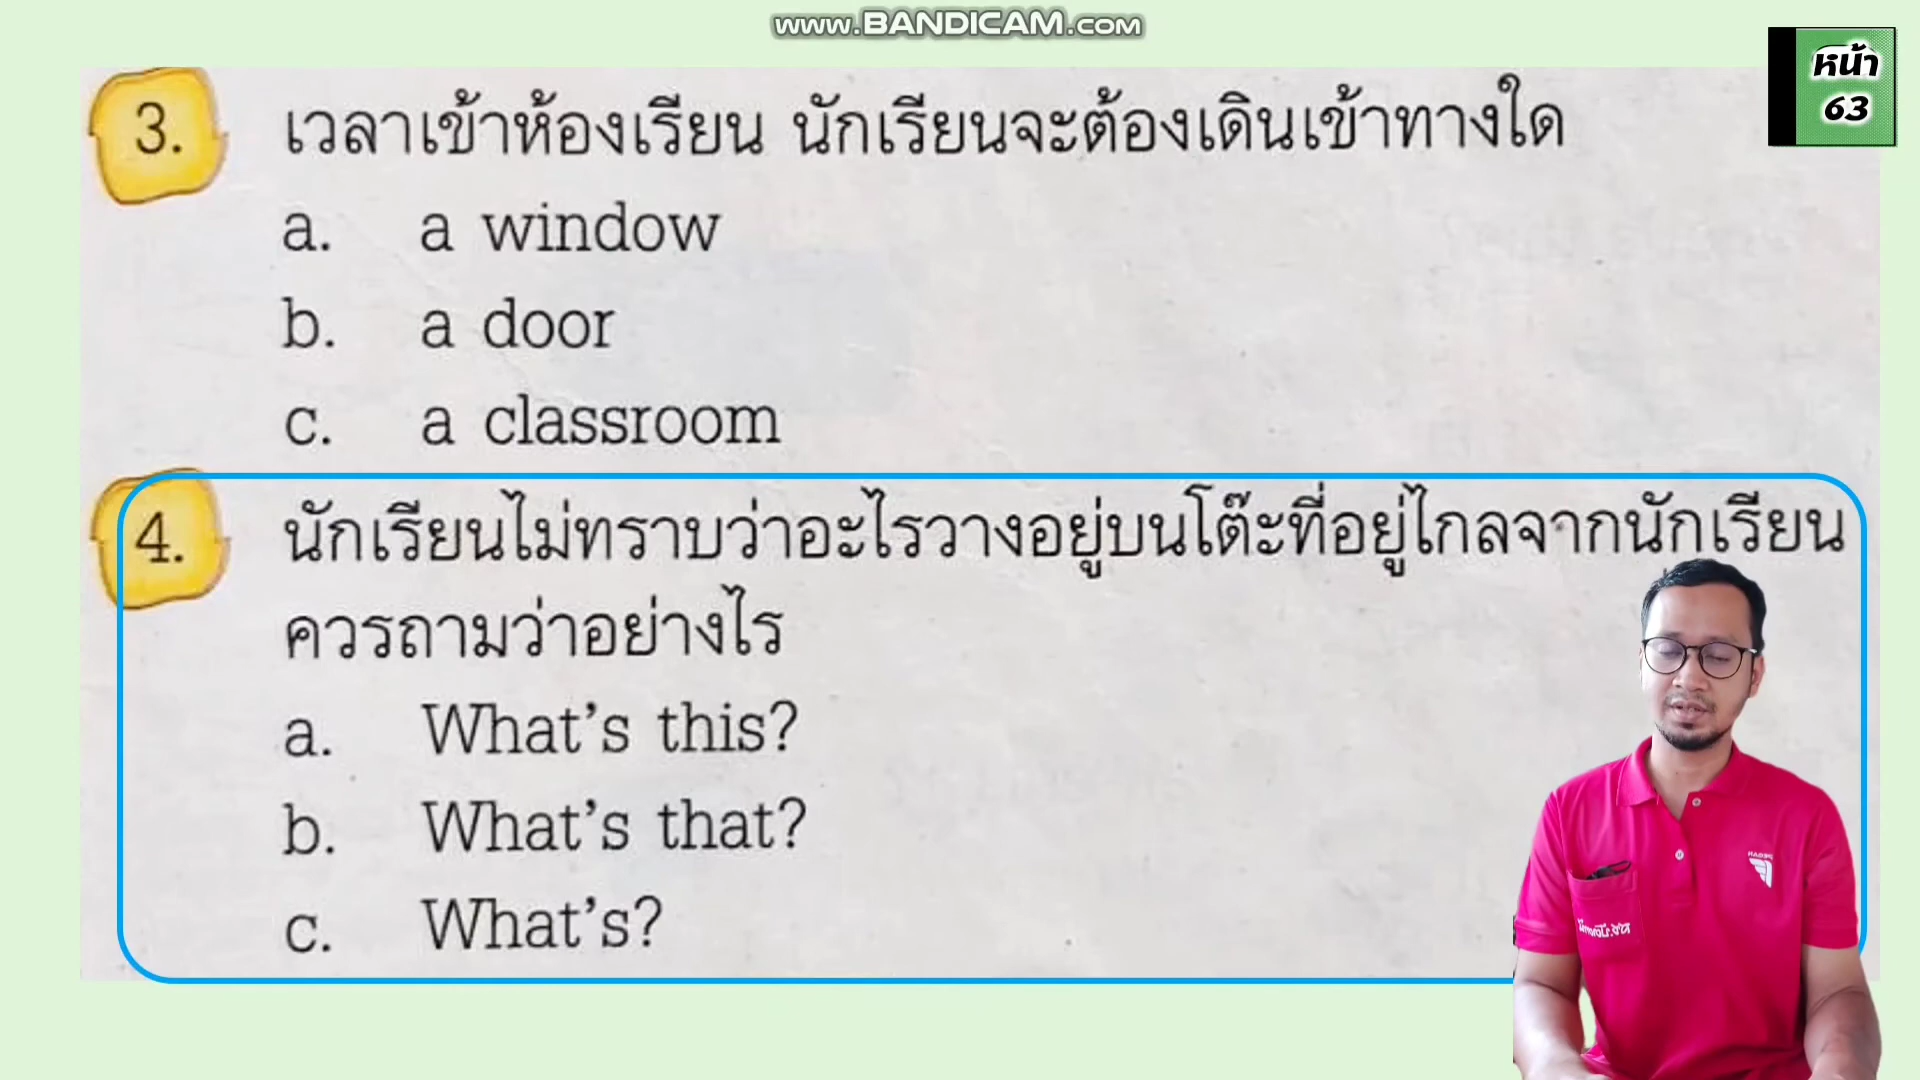 www.BANDICAM.com
หน้า
63
3. เวลาเข้าห้องเรียน นักเรียนจะต้องเดินเข้าทางใด
a. a window
b. a door
c. a classroom
4. นักเรียนไม่ทราบว่าอะไรวางอยู่บนโต๊ะที่อยู่ไกลจากนักเรียน
ควรถามว่าอย่างไร
a. What's this?
b. What's that?
c. What's?